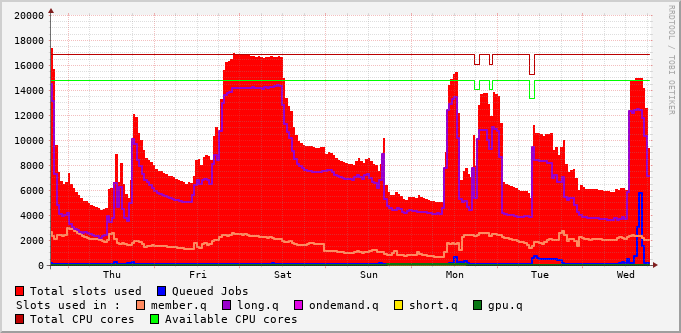 20000
18000
16000
14000
12000
10000
8000
6000
4000
2000
0
Thu Fri Sat Sun Mon Tue Wed
RRDTOOL / TOBI OETIKER
Total slots used Queued Jobs
Slots used in : member.q long.q ondemand.q short.q gpu.q
Total CPU cores Available CPU cores